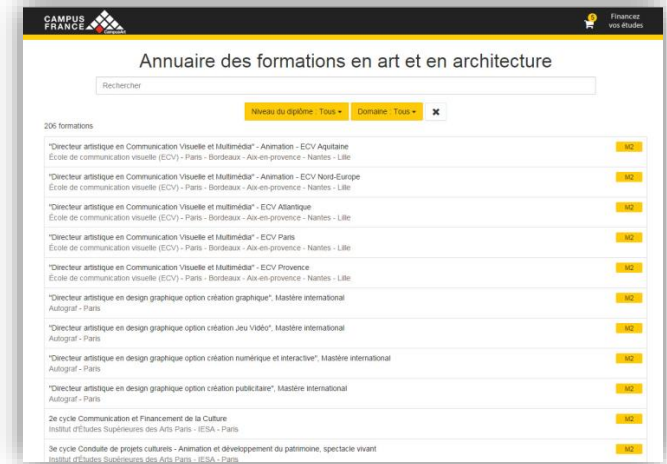 CAMPUS
FRANCE
CampusArt
5
Financez
vos études
Annuaire des formations en art et en architecture
Rechercher
Niveau du diplôme : Tous
Domaine : Tous
206 formations
"Directeur artistique en Communication Visuelle et Multimédia" - Animation - ECV Aquitaine
M2
École de communication visuelle (ECV) - Paris - Bordeaux - Aix-en-provence - Nantes - Lille
"Directeur artistique en Communication Visuelle et Multimédia" - Animation - ECV Nord-Europe
M2
École de communication visuelle (ECV) - Paris - Bordeaux - Aix-en-provence - Nantes - Lille
"Directeur artistique en Communication Visuelle et multimédia" - ECV Atlantique
M2
École de communication visuelle (ECV) - Paris - Bordeaux - Aix-en-provence - Nantes - Lille
"Directeur artistique en Communication Visuelle et Multimédia" - ECV Paris
M2
École de communication visuelle (ECV) - Paris - Bordeaux - Aix-en-provence - Nantes - Lille
"Directeur artistique en Communication Visuelle et Multimédia" - ECV Provence
M2
École de communication visuelle (ECV) - Paris - Bordeaux - Aix-en-provence - Nantes - Lille
"Directeur artistique en design graphique option création graphique", Mastère international
M2
Autograf - Paris
"Directeur artistique en design graphique option création Jeu Vidéo", Mastère international
M2
Autograf - Paris
"Directeur artistique en design graphique option création numérique et interactive", Mastère international
M2
Autograf - Paris
"Directeur artistique en design graphique option création publicitaire", Mastère international
M2
Autograf - Paris
2e cycle Communication et Financement de la Culture
M2
Institut d'Études Supérieures des Arts Paris - IESA - Paris
3e cycle Conduite de projets culturels - Animation et développement du patrimoine, spectacle vivant
M2
Institut d'Études Supérieures des Arts Paris - IESA - Paris